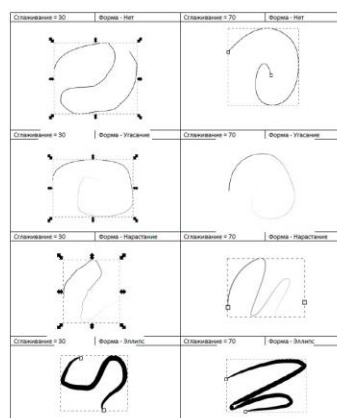 Сглаживание = 30 Форма - Нет Сглаживание = 70 Форма - Нет
Сглаживание = 30 Форма - Угасание Сглаживание = 70 Форма - Угасание
Сглаживание = 30 Форма - Нарастание Сглаживание = 70 Форма - Нарастание
Сглаживание = 30 Форма - Эллипс Сглаживание = 70 Форма - Эллипс